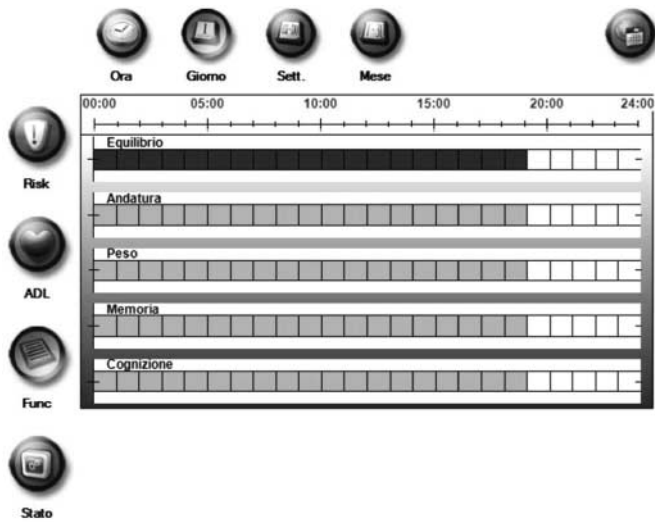 Ora Giorno Sett. Mese
00:00 05:00 10:00 15:00 20:00 24:00
Equilibrio
Risk
Andatura
Peso
ADL
Memoria
Cognizione
Func
Stato